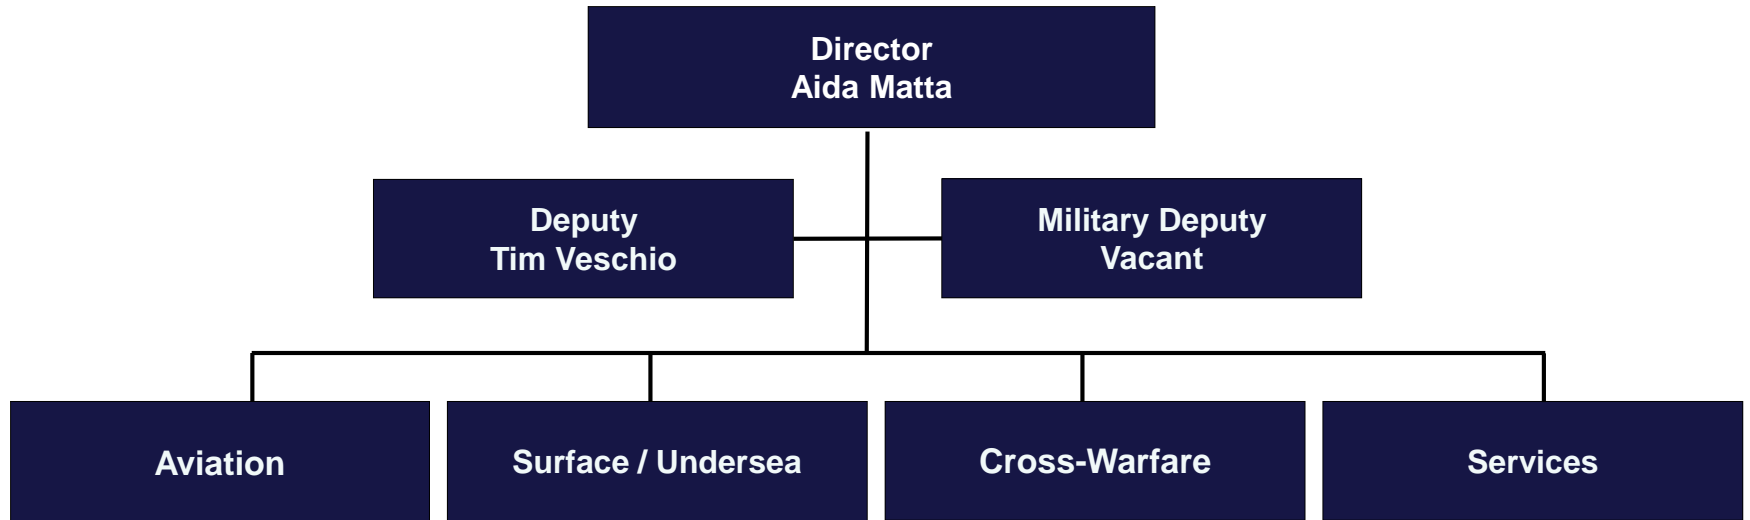 Director
Aida Matta
Deputy
Tim Veschio
Military Deputy
Vacant
Aviation
Surface / Undersea
Cross-Warfare
Services